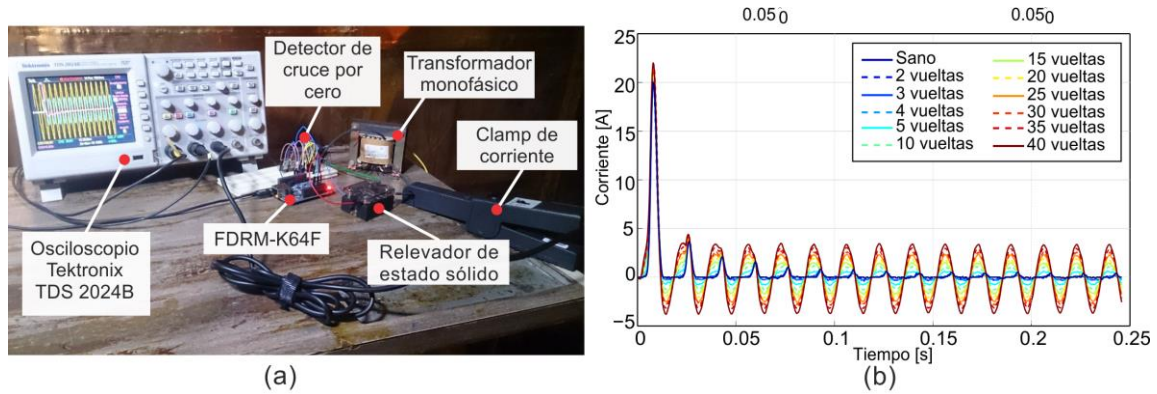 Detector de
cruce por
cero
Transformador
monofásico
Clamp de
corriente
Osciloscopio
Tektronix
TDS 2024B
FDRM-K64F
Relevador de
estado sólido
(a)
0.05 0 0.05 0
Corriente [A]
25
20
15
10
5
0
−5
Sano
2 vueltas
3 vueltas
4 vueltas
5 vueltas
10 vueltas
15 vueltas
20 vueltas
25 vueltas
30 vueltas
35 vueltas
40 vueltas
0 0.05 0.1 0.15 0.2 0.25
Tiempo [s]
(b)